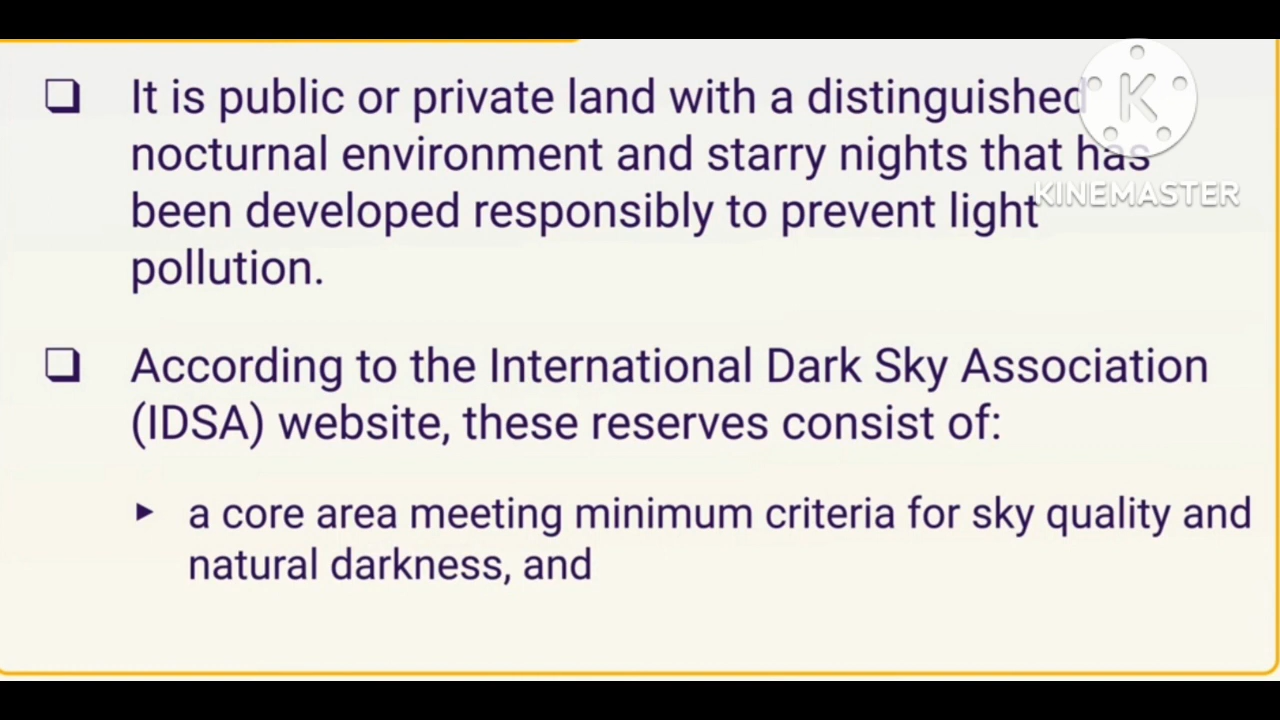 It is public or private land with a distinguished
nocturnal environment and starry nights that has
been developed responsibly to prevent light
pollution.
According to the International Dark Sky Association
(IDSA) website, these reserves consist of:
a core area meeting minimum criteria for sky quality and
natural darkness, and
K
KINEMASTER